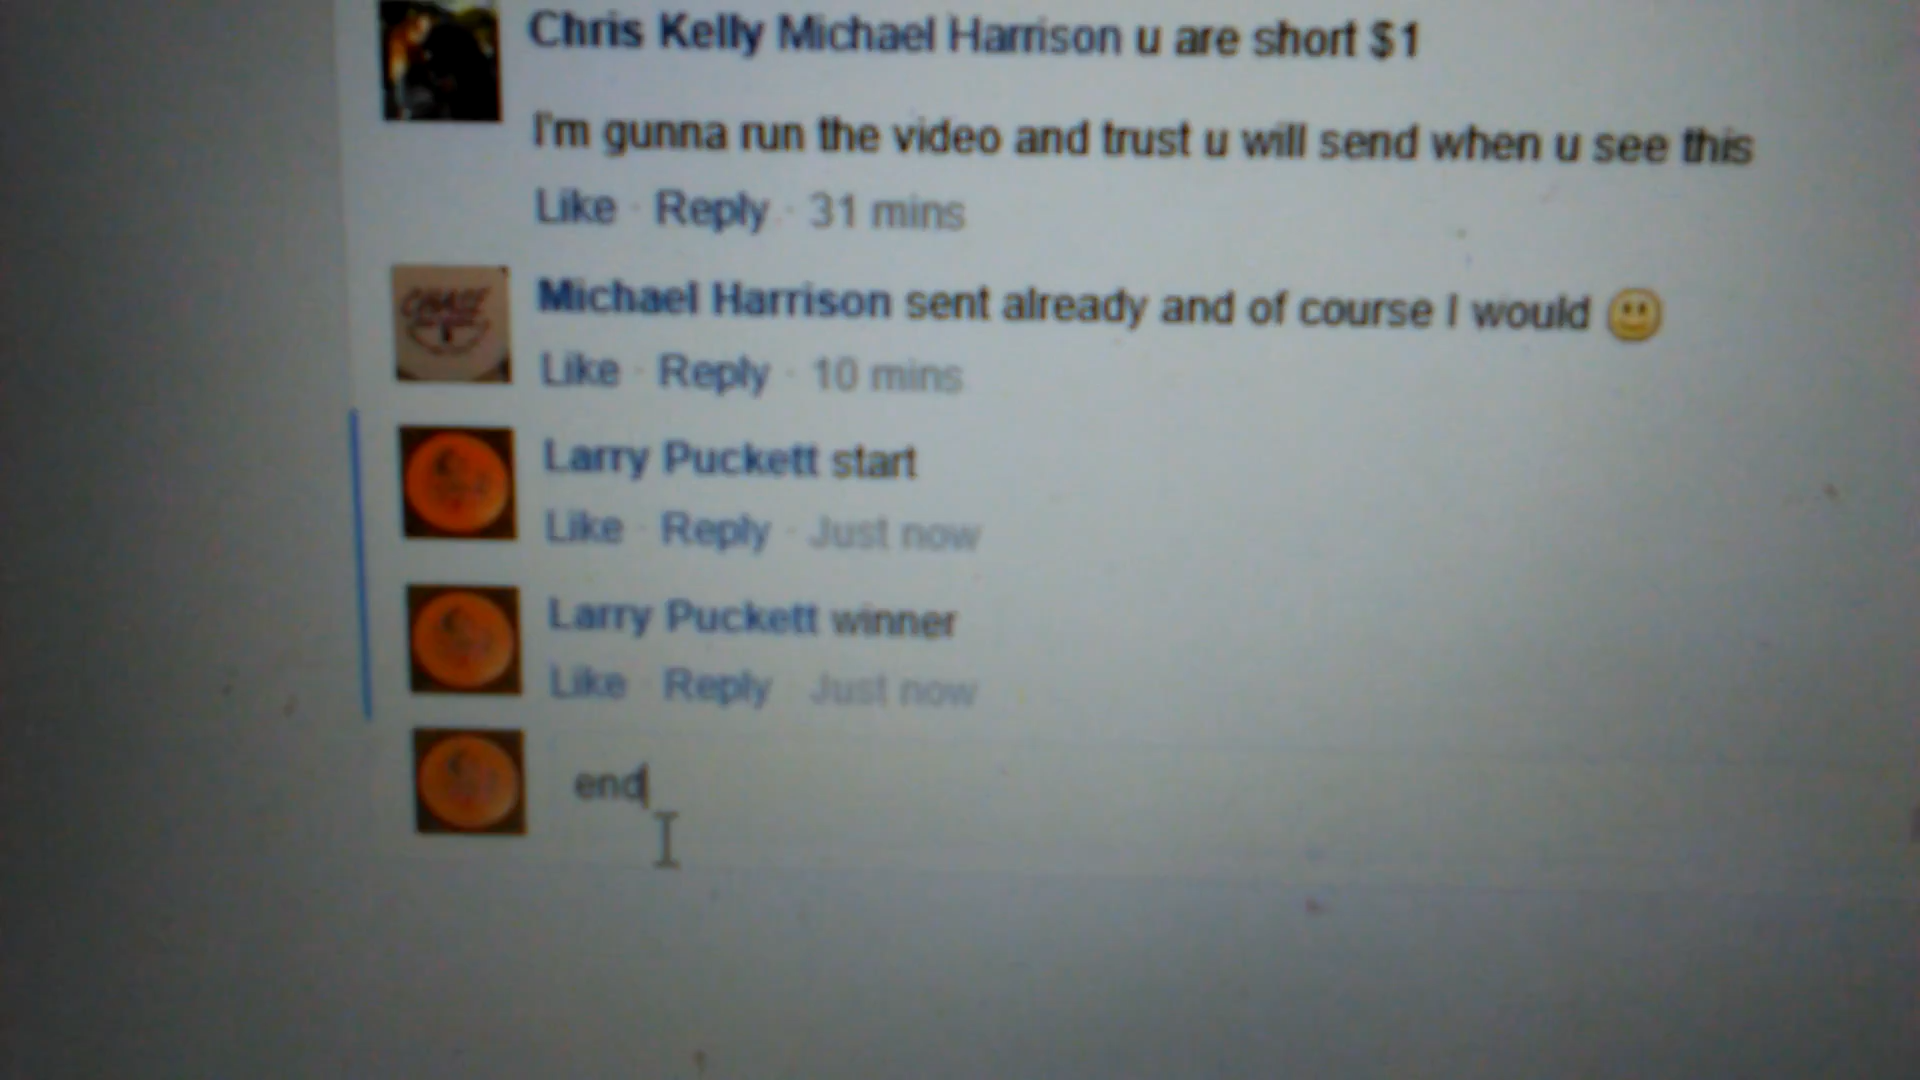 Chris Kelly Michael Harrison u are short $1
I'm gunna run the video and trust u will send when u see this
Like · Reply · 31 mins
Michael Harrison sent already and of course I would
Like · Reply · 10 mins
Larry Puckett start
Like · Reply · Just now
Larry Puckett winner
Like · Reply · Just now
end